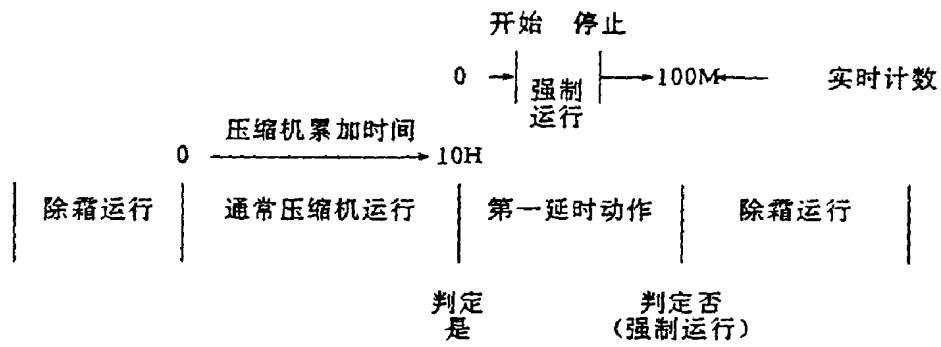 开始 停止
0 强制 100M 实时计数
运行
压缩机累加时间
0 10H
除霜运行 通常压缩机运行 第一延时动作 除霜运行
判定 判定否
是 (强制运行)